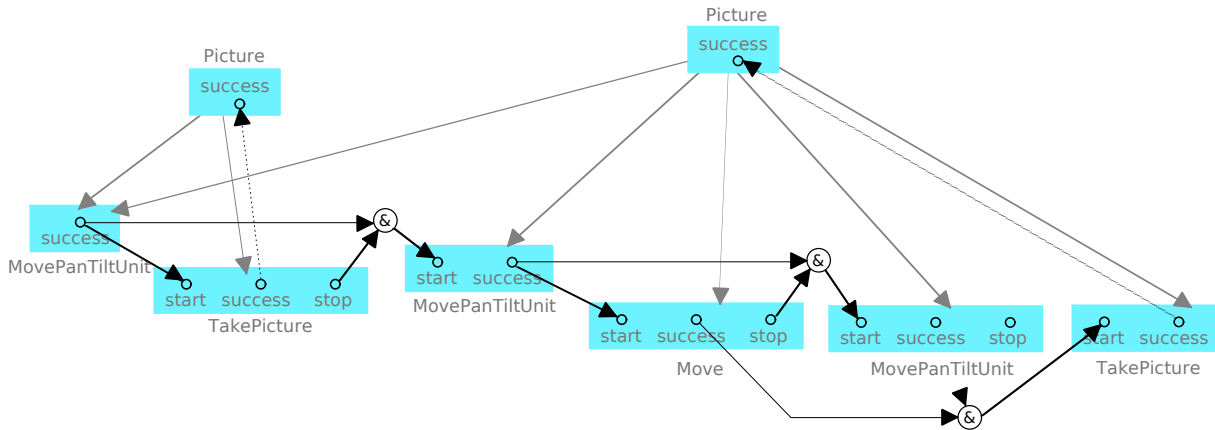 Picture
success
Picture
success
success
MovePanTiltUnit
&
start success stop
TakePicture
start success
MovePanTiltUnit
&
start success stop
Move
start success stop
MovePanTiltUnit
start success
TakePicture
&